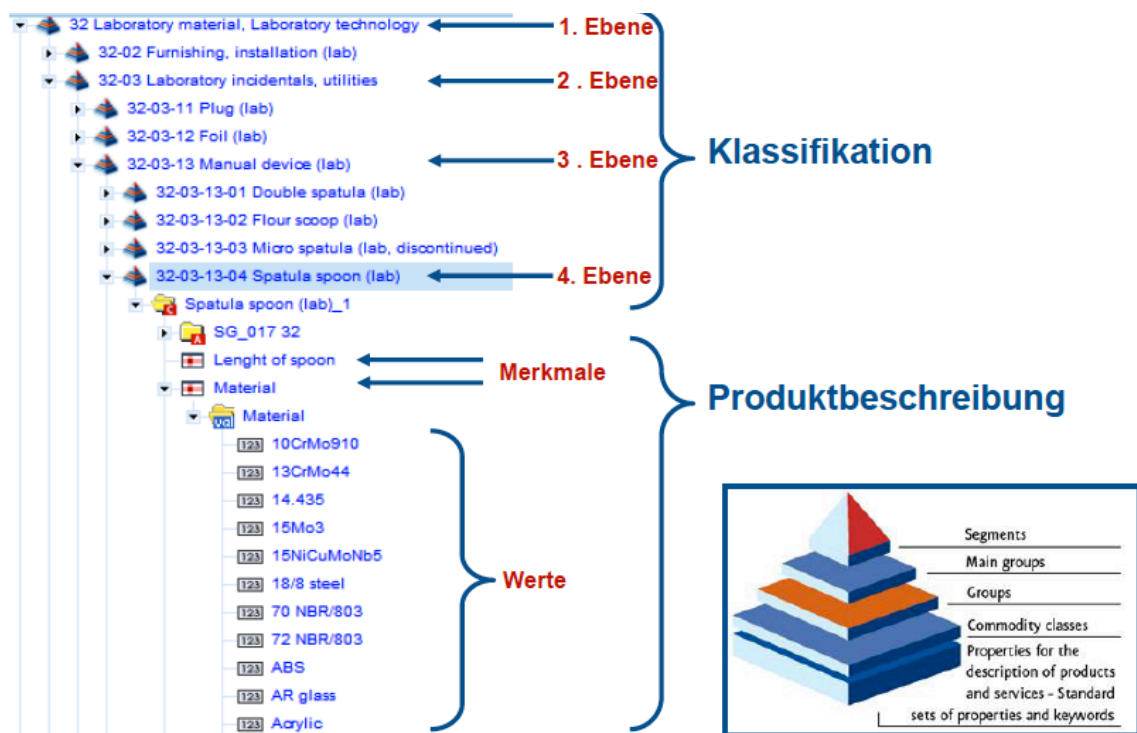 32 Laboratory material, Laboratory technology
1. Ebene
32-02 Furnishing, installation (lab)
32-03 Laboratory incidentals, utilities
2 . Ebene
32-03-11 Plug (lab)
32-03-12 Foil (lab)
32-03-13 Manual device (lab)
3 . Ebene
Klassifikation
32-03-13-01 Double spatula (lab)
32-03-13-02 Flour scoop (lab)
32-03-13-03 Micro spatula (lab, discontinued)
32-03-13-04 Spatula spoon (lab)
4. Ebene
Spatula spoon (lab)_1
SG_017 32
Lenght of spoon
Merkmale
Material
Produktbeschreibung
Material
10CrMo910
13CrMo44
14.435
15Mo3
15NiCuMoNb5
18/8 steel
70 NBR/803
72 NBR/803
ABS
AR glass
Acrylic
Werte
Segments
Main groups
Groups
Commodity classes
Properties for the
description of products
and services - Standard
sets of properties and keywords